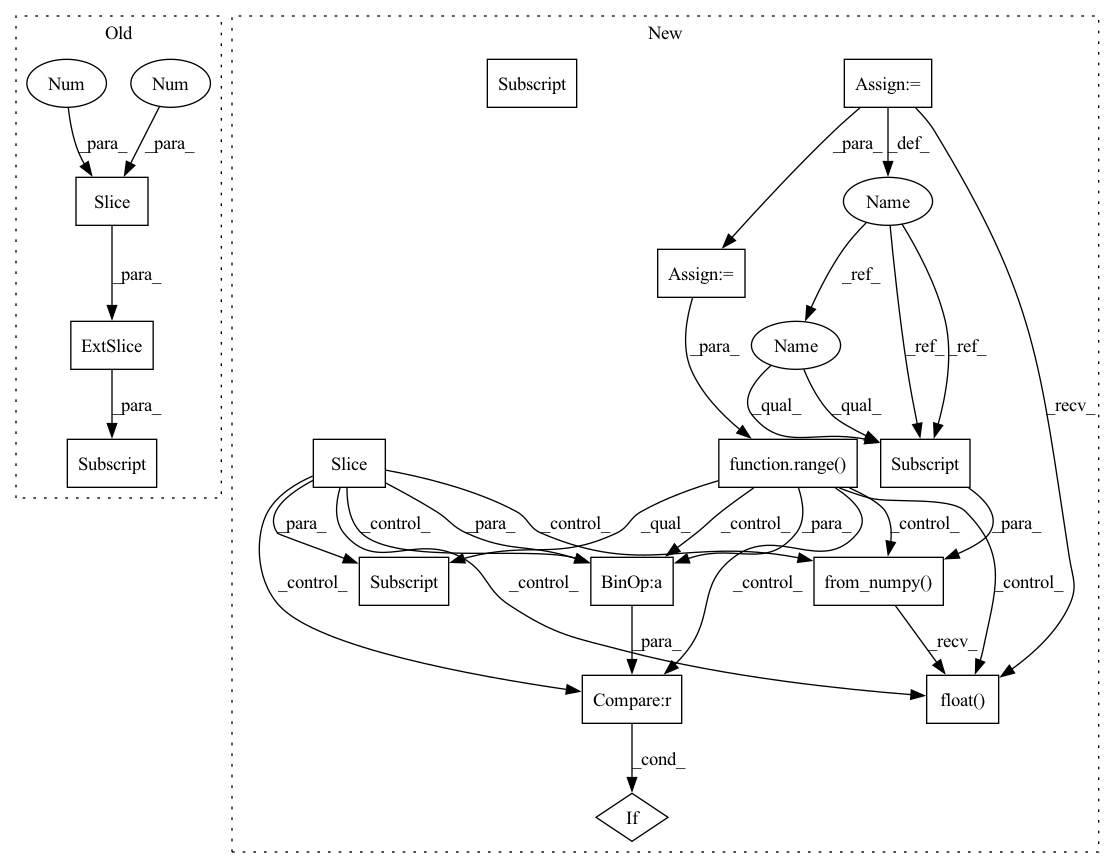 Old
New
Num
Num
Subscript
Assign:=
_para_
_para_
_para_
_def_
Slice
Name
Assign:=
_para_
_ref_
ExtSlice
Name
_para_
_ref_
_ref_
_para_
_qual_
_qual_
_recv_
Subscript
Slice
function.range()
Subscript
_para_
_control_
_para_
_control_
_qual_
_control_
_para_
_control_
_para_
Subscript
BinOp:a
from_numpy()
_control_
_control_
_control_
_control_
_para_
_recv_
Compare:r
float()
_cond_
If